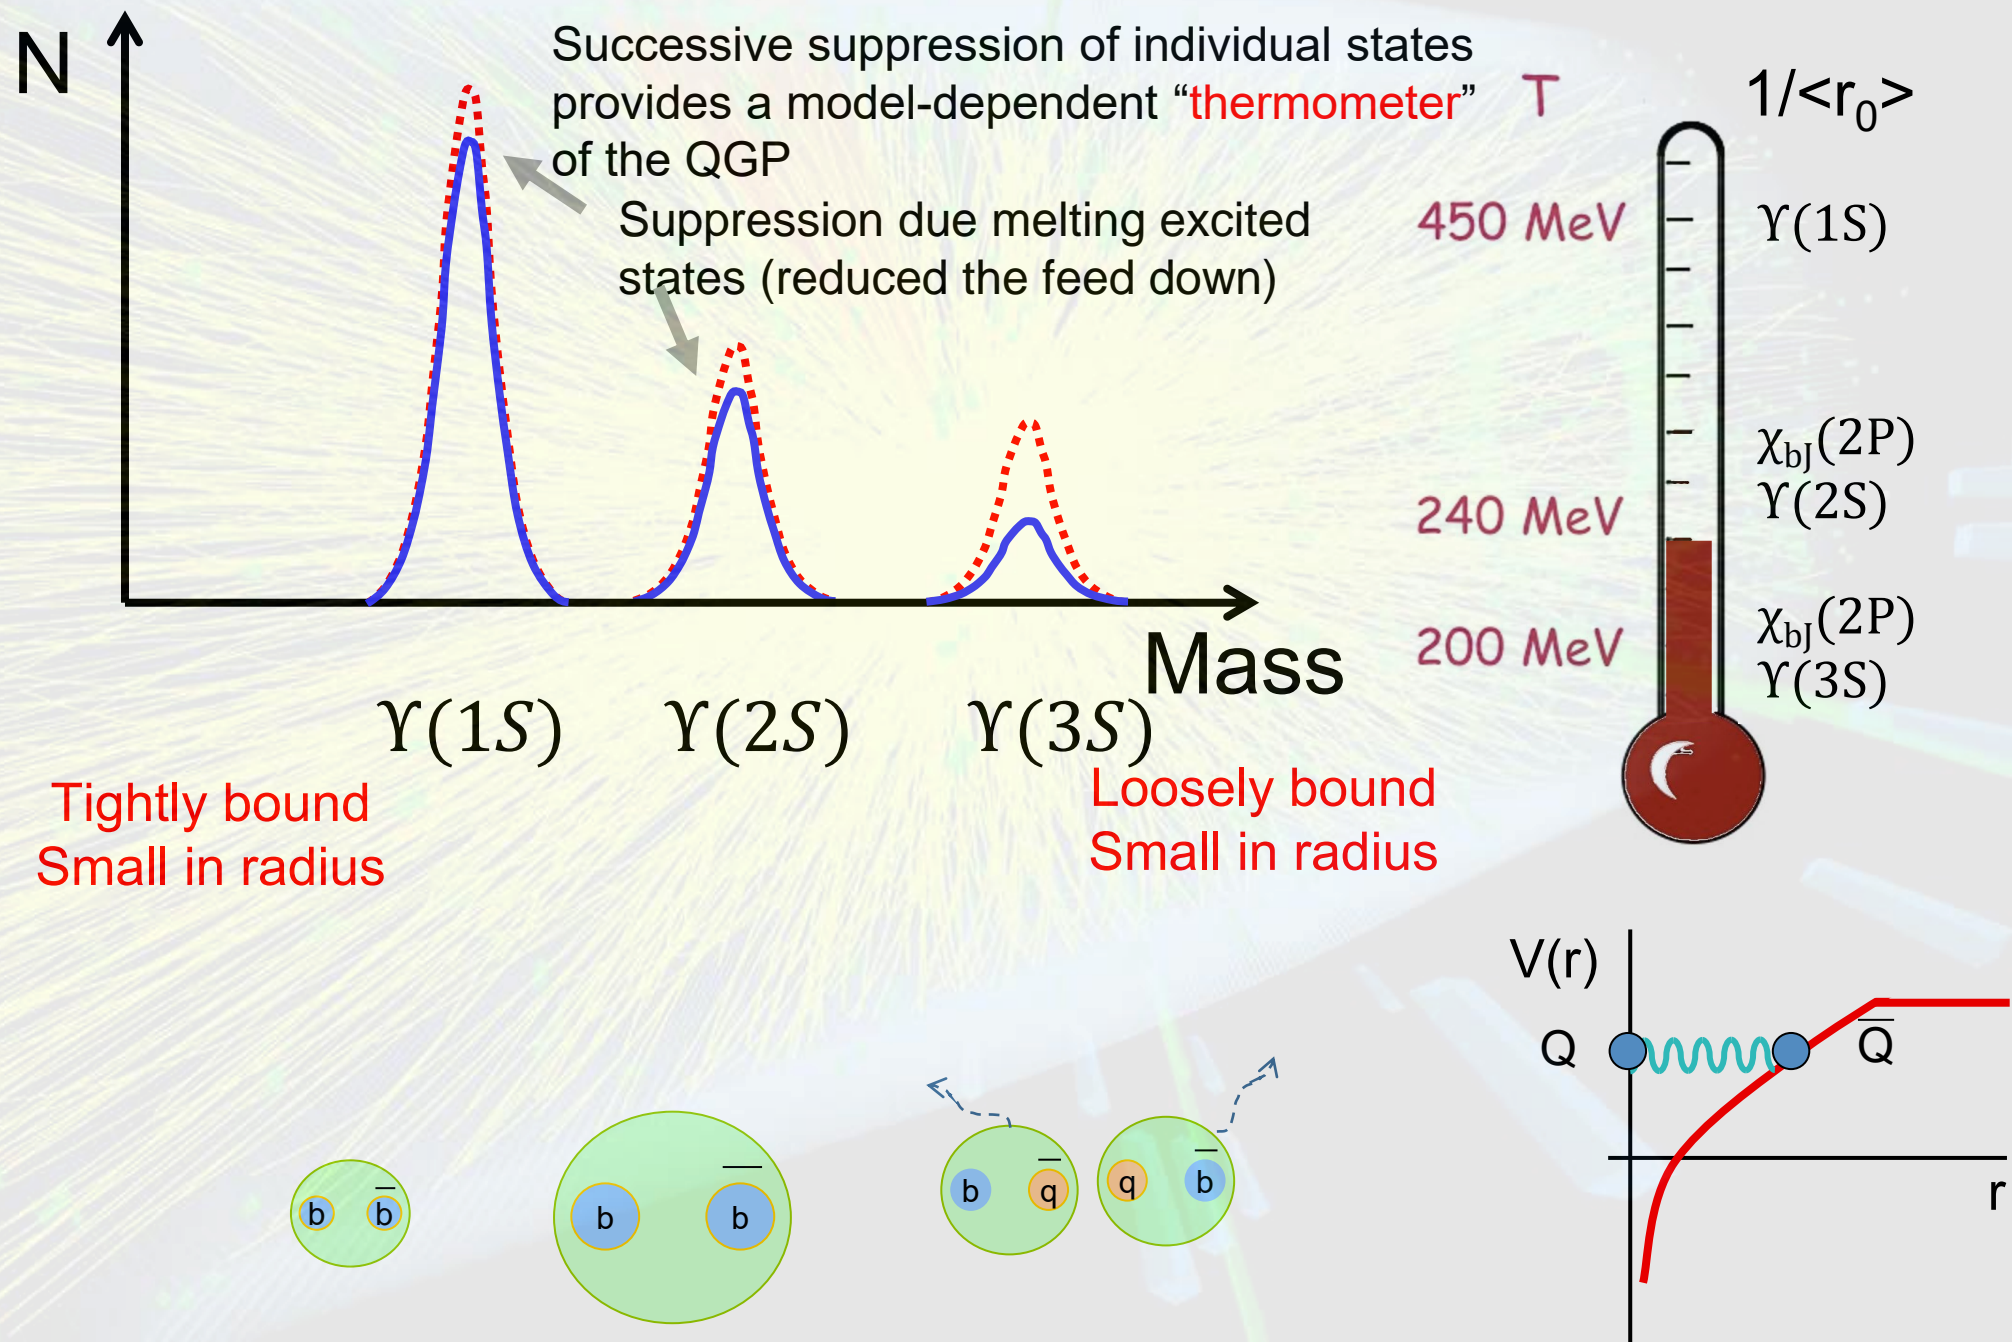 N
Successive suppression of individual states
provides a model-dependent “thermometer”
of the QGP
Suppression due melting excited
states (reduced the feed down)
Mass
ϒ(1S)
ϒ(2S)
ϒ(3S)
Tightly bound
Small in radius
Loosely bound
Small in radius
T
1/<r₀>
450 MeV
ϒ(1S)
χbJ(2P)
240 MeV
ϒ(2S)
200 MeV
χbJ(2P)
ϒ(3S)
V(r)
Q
Q̅
r
b
b̅
b
b̅
b
q̅
q
b̅